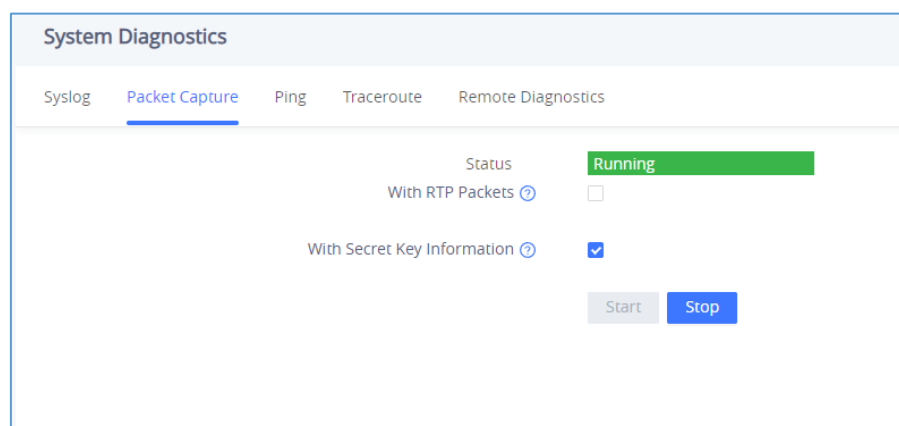 System Diagnostics
Syslog Packet Capture Ping Traceroute Remote Diagnostics
Status Running
With RTP Packets ?
With Secret Key Information ?
Start Stop